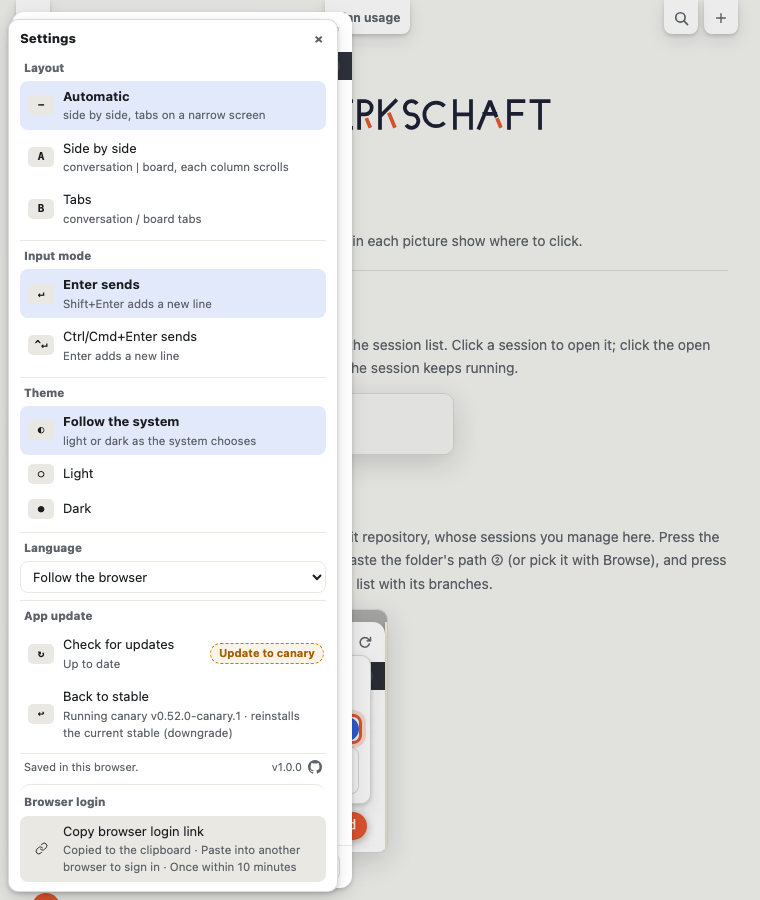 Settings
×
an usage
Layout
–
Automatic
side by side, tabs on a narrow screen
ERKSCHAFT
A
Side by side
conversation | board, each column scrolls
B
Tabs
conversation / board tabs
in each picture show where to click.
Input mode
↵
Enter sends
Shift+Enter adds a new line
^↵
Ctrl/Cmd+Enter sends
Enter adds a new line
he session list. Click a session to open it; click the open
he session keeps running.
Theme
Follow the system
light or dark as the system chooses
Light
Dark
it repository, whose sessions you manage here. Press the
aste the folder's path ② (or pick it with Browse), and press
list with its branches.
Language
Follow the browser
App update
↻
Check for updates
Up to date
Update to canary
↩
Back to stable
Running canary v0.52.0-canary.1 · reinstalls
the current stable (downgrade)
Saved in this browser.
v1.0.0
Browser login
Copy browser login link
Copied to the clipboard · Paste into another
browser to sign in · Once within 10 minutes
d